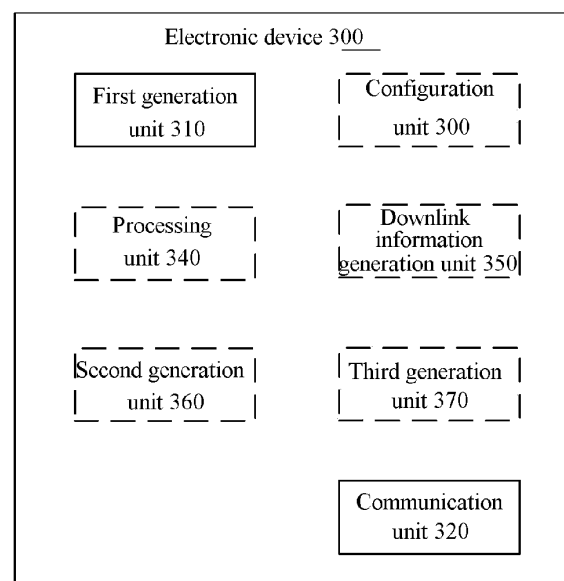 Electronic device 300
First generation
unit 310
Configuration
unit 300
Processing
unit 340
Downlink
information
generation unit 350
Second generation
unit 360
Third generation
unit 370
Communication
unit 320